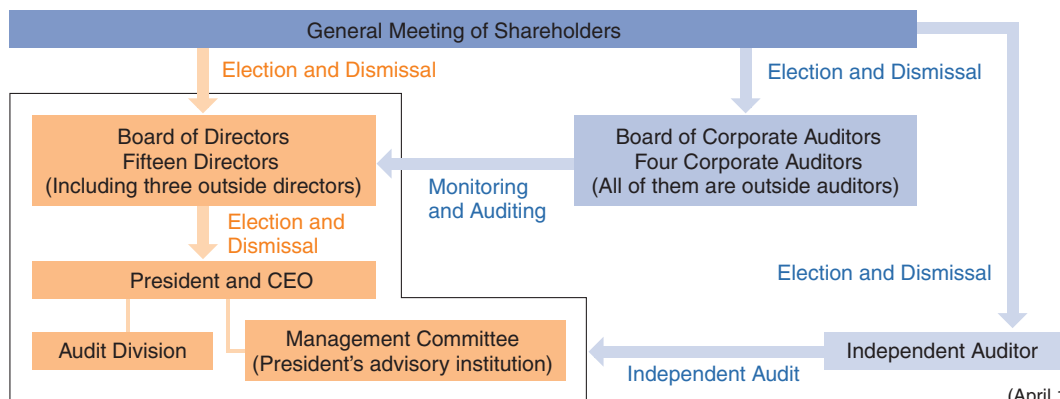 General Meeting of Shareholders
Election and Dismissal
Election and Dismissal
Board of Directors
Fifteen Directors
(Including three outside directors)
Board of Corporate Auditors
Four Corporate Auditors
(All of them are outside auditors)
Monitoring
and Auditing
Election and
Dismissal
President and CEO
Election and Dismissal
Audit Division
Management Committee
(President's advisory institution)
Independent Audit
Independent Auditor
(April